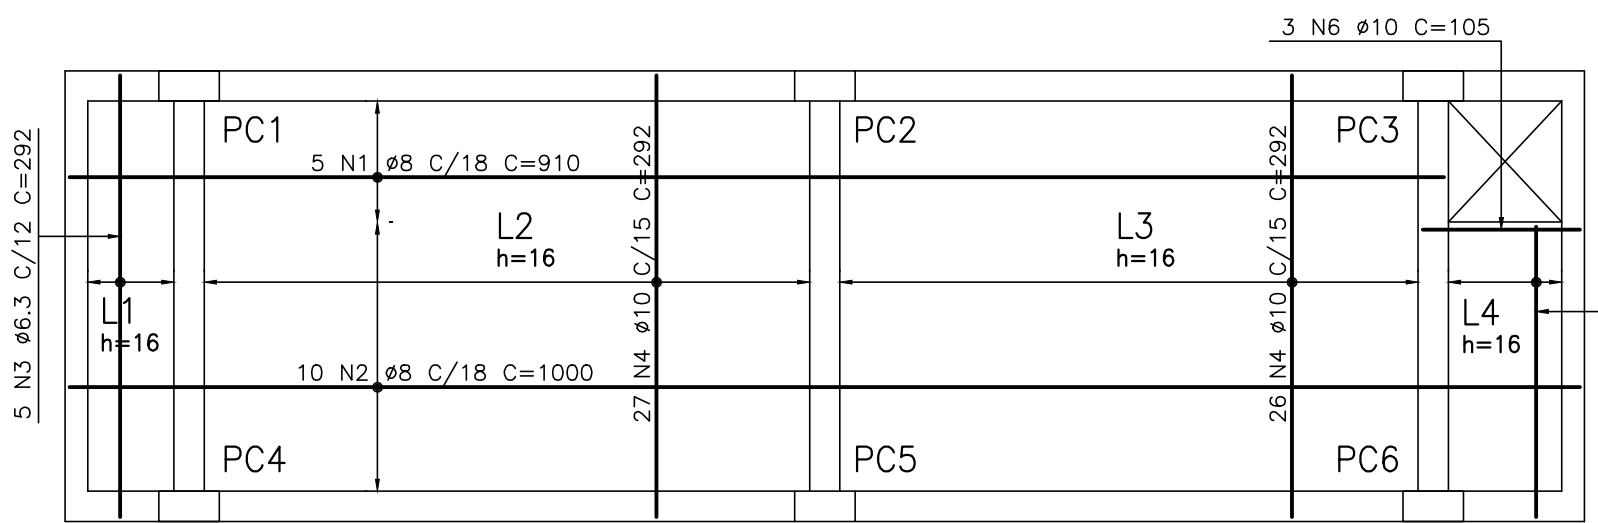 3 N6 ø10 C=105
PC1
PC2
PC3
5 N1 ø8 C/18 C=910
L2
h=16
L3
h=16
5 N3 ø6.3 C/12 C=292
27 N4 ø10 C/15 C=292
26 N4 ø10 C/15 C=292
L1
h=16
L4
h=16
10 N2 ø8 C/18 C=1000
PC4
PC5
PC6